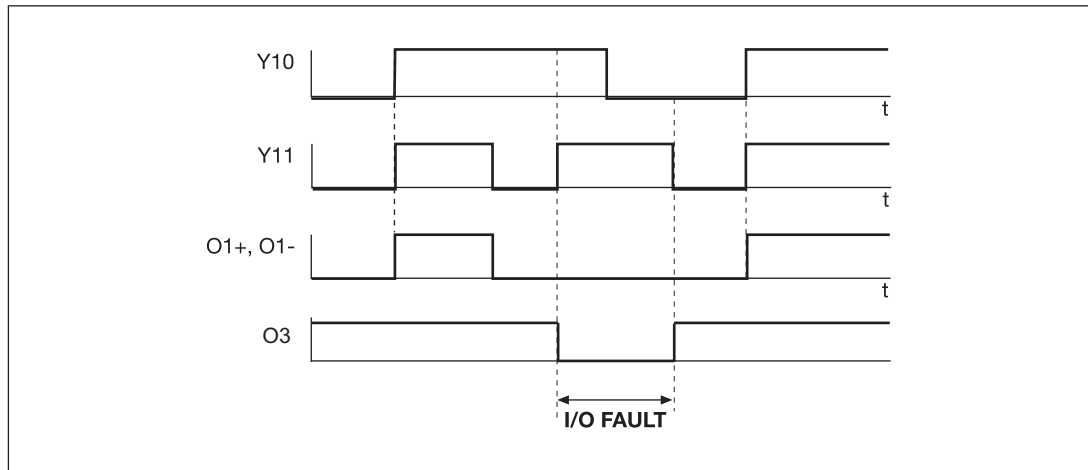 Y10
t
Y11
t
O1+, O1-
t
O3
I/O FAULT